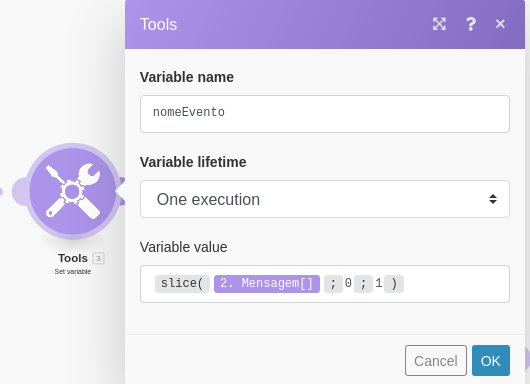 Tools
Variable name
nomeEvento
Variable lifetime
One execution
Variable value
slice( 2. Mensagem[] ; 0 ; 1 )
Tools 3
Set variable
Cancel OK